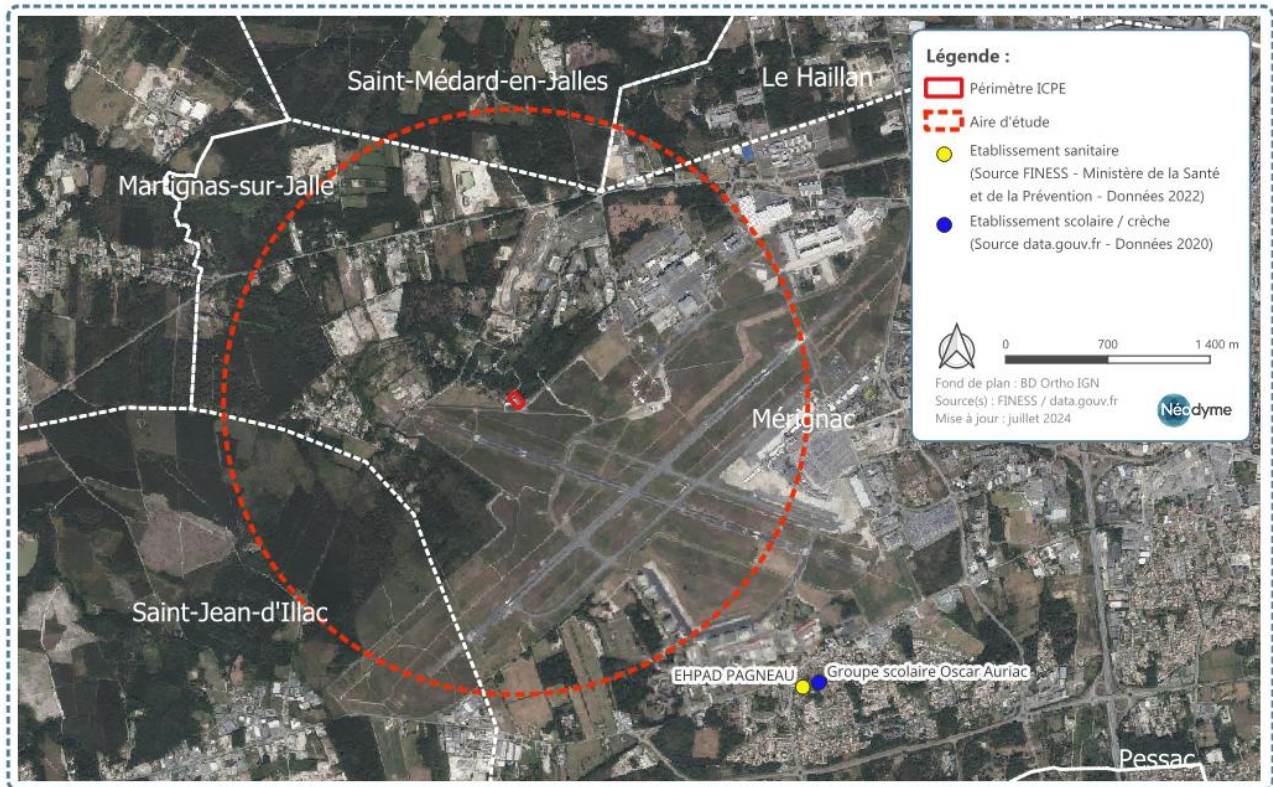 Saint-Médard-en-Jalles
Le Haillan
Martignas-sur-Jalle
Mérignac
Saint-Jean-d'Illac
EHPAD PAGNEAU
Groupe scolaire Oscar Auriac
Pessac
Légende :
Périmètre ICPE
Aire d'étude
Etablissement sanitaire
(Source FINESS - Ministère de la Santé
et de la Prévention - Données 2022)
Etablissement scolaire / crèche
(Source data.gouv.fr - Données 2020)
0 700 1 400 m
Fond de plan : BD Ortho IGN
Source(s) : FINESS / data.gouv.fr
Mise à jour : juillet 2024
Néodyme